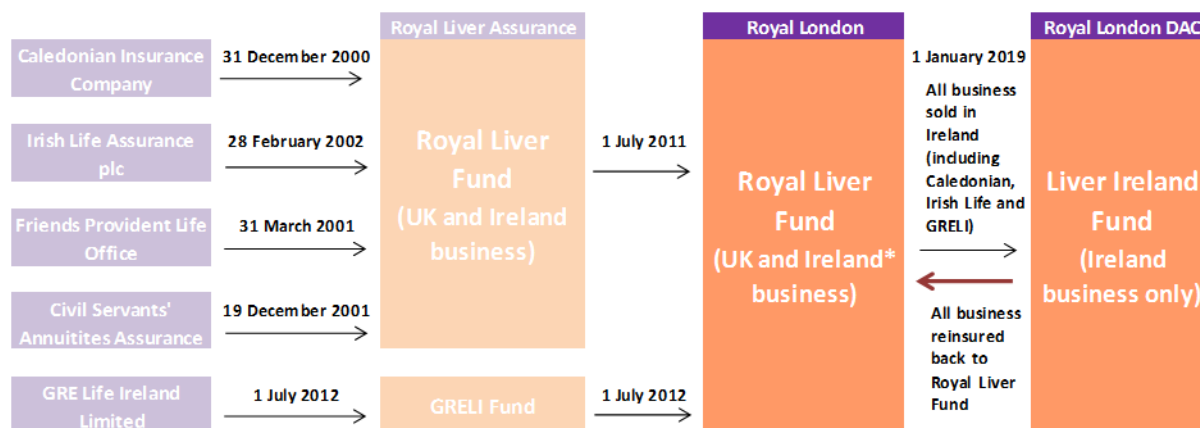 Caledonian Insurance
Company
31 December 2000
Irish Life Assurance
plc
28 February 2002
Friends Provident Life
Office
31 March 2001
Civil Servants'
Annuitites Assurance
19 December 2001
GRE Life Ireland
Limited
1 July 2012
Royal Liver Assurance
Royal Liver
Fund
(UK and Ireland
business)
GRELI Fund
1 July 2011
1 July 2012
Royal London
Royal Liver
Fund
(UK and Ireland*
business)
1 January 2019
All business
sold in
Ireland
(including
Caledonian,
Irish Life and
GRELI)
All business
reinsured
back to
Royal Liver
Fund
Royal London DAC
Liver Ireland
Fund
(Ireland
business only)